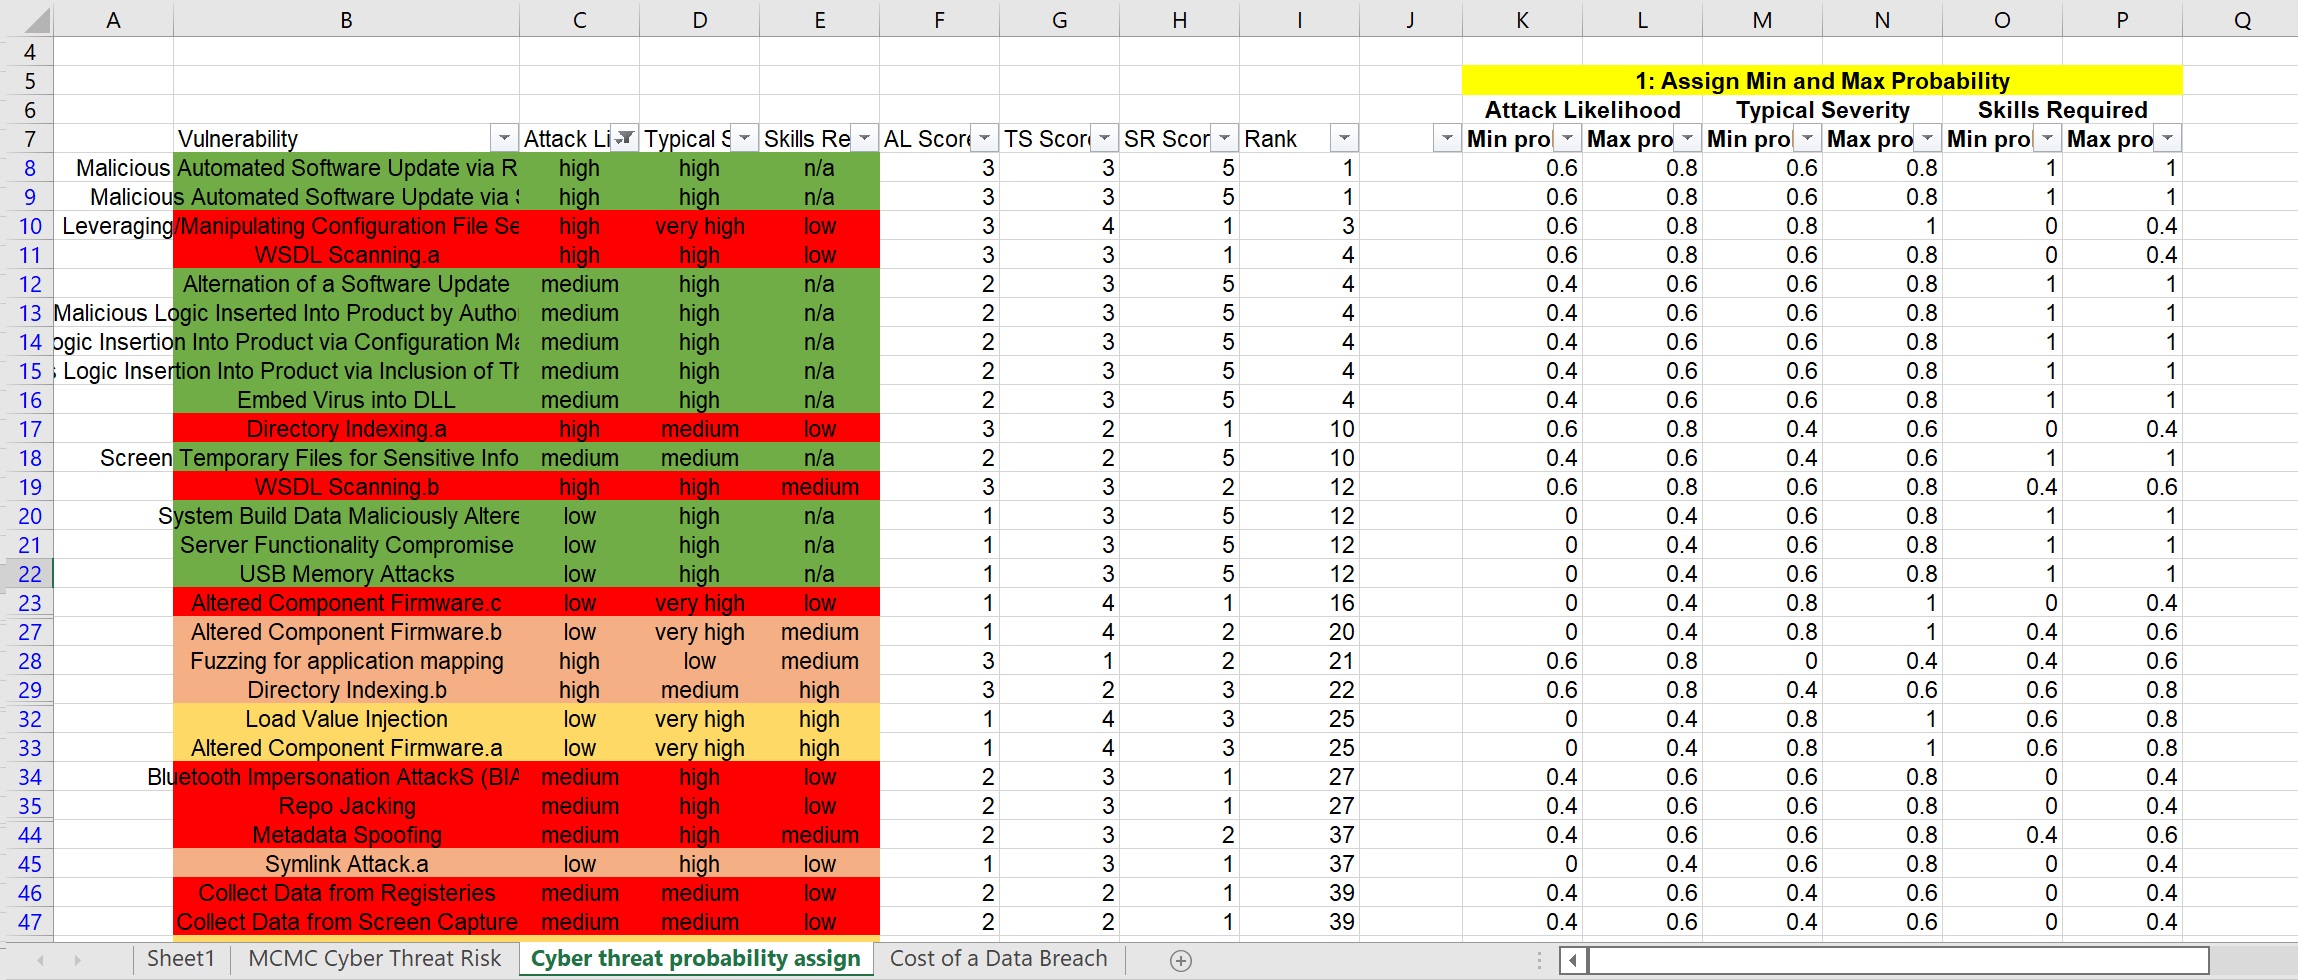 A B C D E F G H I J K L M N O P Q
4
5 1: Assign Min and Max Probability
6 Attack Likelihood Typical Severity Skills Required
7 Vulnerability Attack Li Typical S Skills Re AL Score TS Scor SR Scor Rank Min pro Max pro Min pro Max pro Min pro Max pro
8 Malicious Automated Software Update via R high high n/a 3 3 5 1 0.6 0.8 0.6 0.8 1 1
9 Malicious Automated Software Update via S high high n/a 3 3 5 1 0.6 0.8 0.6 0.8 1 1
10 Leveraging/Manipulating Configuration File Se high very high low 3 4 1 3 0.6 0.8 0.8 1 0 0.4
11 WSDL Scanning.a high high low 3 3 1 4 0.6 0.8 0.6 0.8 0 0.4
12 Alternation of a Software Update medium high n/a 2 3 5 4 0.4 0.6 0.6 0.8 1 1
13 Malicious Logic Inserted Into Product by Autho medium high n/a 2 3 5 4 0.4 0.6 0.6 0.8 1 1
14 ogic Insertion Into Product via Configuration Ma medium high n/a 2 3 5 4 0.4 0.6 0.6 0.8 1 1
15 s Logic Insertion Into Product via Inclusion of Th medium high n/a 2 3 5 4 0.4 0.6 0.6 0.8 1 1
16 Embed Virus into DLL medium high n/a 2 3 5 4 0.4 0.6 0.6 0.8 1 1
17 Directory Indexing.a high medium low 3 2 1 10 0.6 0.8 0.4 0.6 0 0.4
18 Screen Temporary Files for Sensitive Info medium medium n/a 2 2 5 10 0.4 0.6 0.4 0.6 1 1
19 WSDL Scanning.b high high medium 3 3 2 12 0.6 0.8 0.6 0.8 0.4 0.6
20 System Build Data Maliciously Altere low high n/a 1 3 5 12 0 0.4 0.6 0.8 1 1
21 Server Functionality Compromise low high n/a 1 3 5 12 0 0.4 0.6 0.8 1 1
22 USB Memory Attacks low high n/a 1 3 5 12 0 0.4 0.6 0.8 1 1
23 Altered Component Firmware.c low very high low 1 4 1 16 0 0.4 0.8 1 0 0.4
27 Altered Component Firmware.b low very high medium 1 4 2 20 0 0.4 0.8 1 0.4 0.6
28 Fuzzing for application mapping high low medium 3 1 2 21 0.6 0.8 0 0.4 0.4 0.6
29 Directory Indexing.b high medium high 3 2 3 22 0.6 0.8 0.4 0.6 0.6 0.8
32 Load Value Injection low very high high 1 4 3 25 0 0.4 0.8 1 0.6 0.8
33 Altered Component Firmware.a low very high high 1 4 3 25 0 0.4 0.8 1 0.6 0.8
34 Bluetooth Impersonation AttackS (BIA medium high low 2 3 1 27 0.4 0.6 0.6 0.8 0 0.4
35 Repo Jacking medium high low 2 3 1 27 0.4 0.6 0.6 0.8 0 0.4
44 Metadata Spoofing medium high medium 2 3 2 37 0.4 0.6 0.6 0.8 0.4 0.6
45 Symlink Attack.a low high low 1 3 1 37 0 0.4 0.6 0.8 0 0.4
46 Collect Data from Registeries medium medium low 2 2 1 39 0.4 0.6 0.4 0.6 0 0.4
47 Collect Data from Screen Capture medium medium low 2 2 1 39 0.4 0.6 0.4 0.6 0 0.4
Sheet1 MCMC Cyber Threat Risk Cyber threat probability assign Cost of a Data Breach